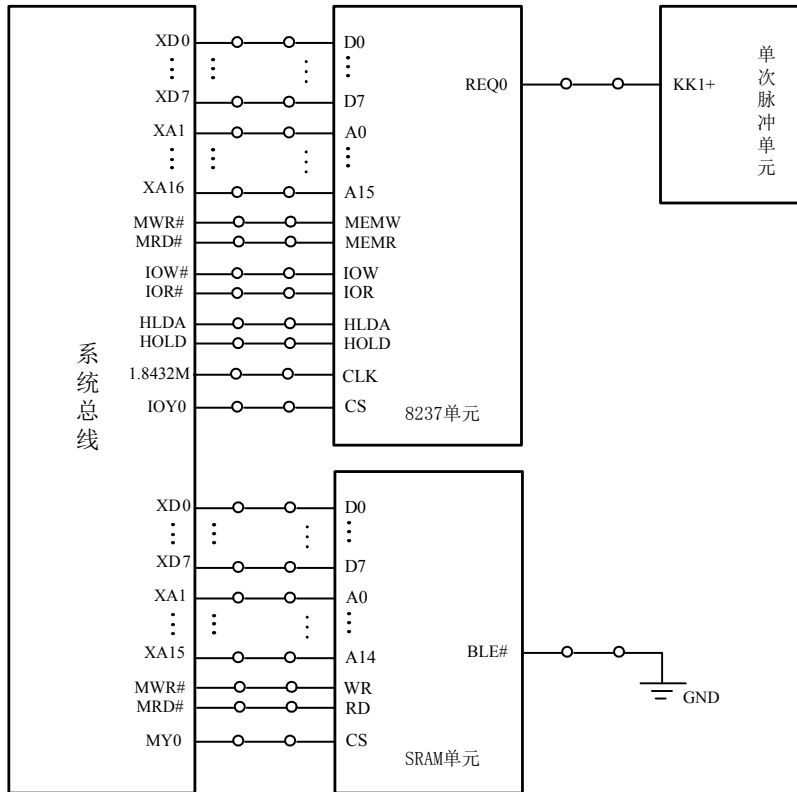 系统总线
XD0
XD7
XA1
XA16
MWR#
MRD#
IOW#
IOR#
HLDA
HOLD
1.8432M
IOY0
XD0
XD7
XA1
XA15
MWR#
MRD#
MY0
D0
D7
A0
A15
MEMW
MEMR
IOW
IOR
HLDA
HOLD
CLK
CS
REQ0
8237单元
KK1+
单次脉冲单元
D0
D7
A0
A14
WR
RD
CS
BLE#
SRAM单元
GND